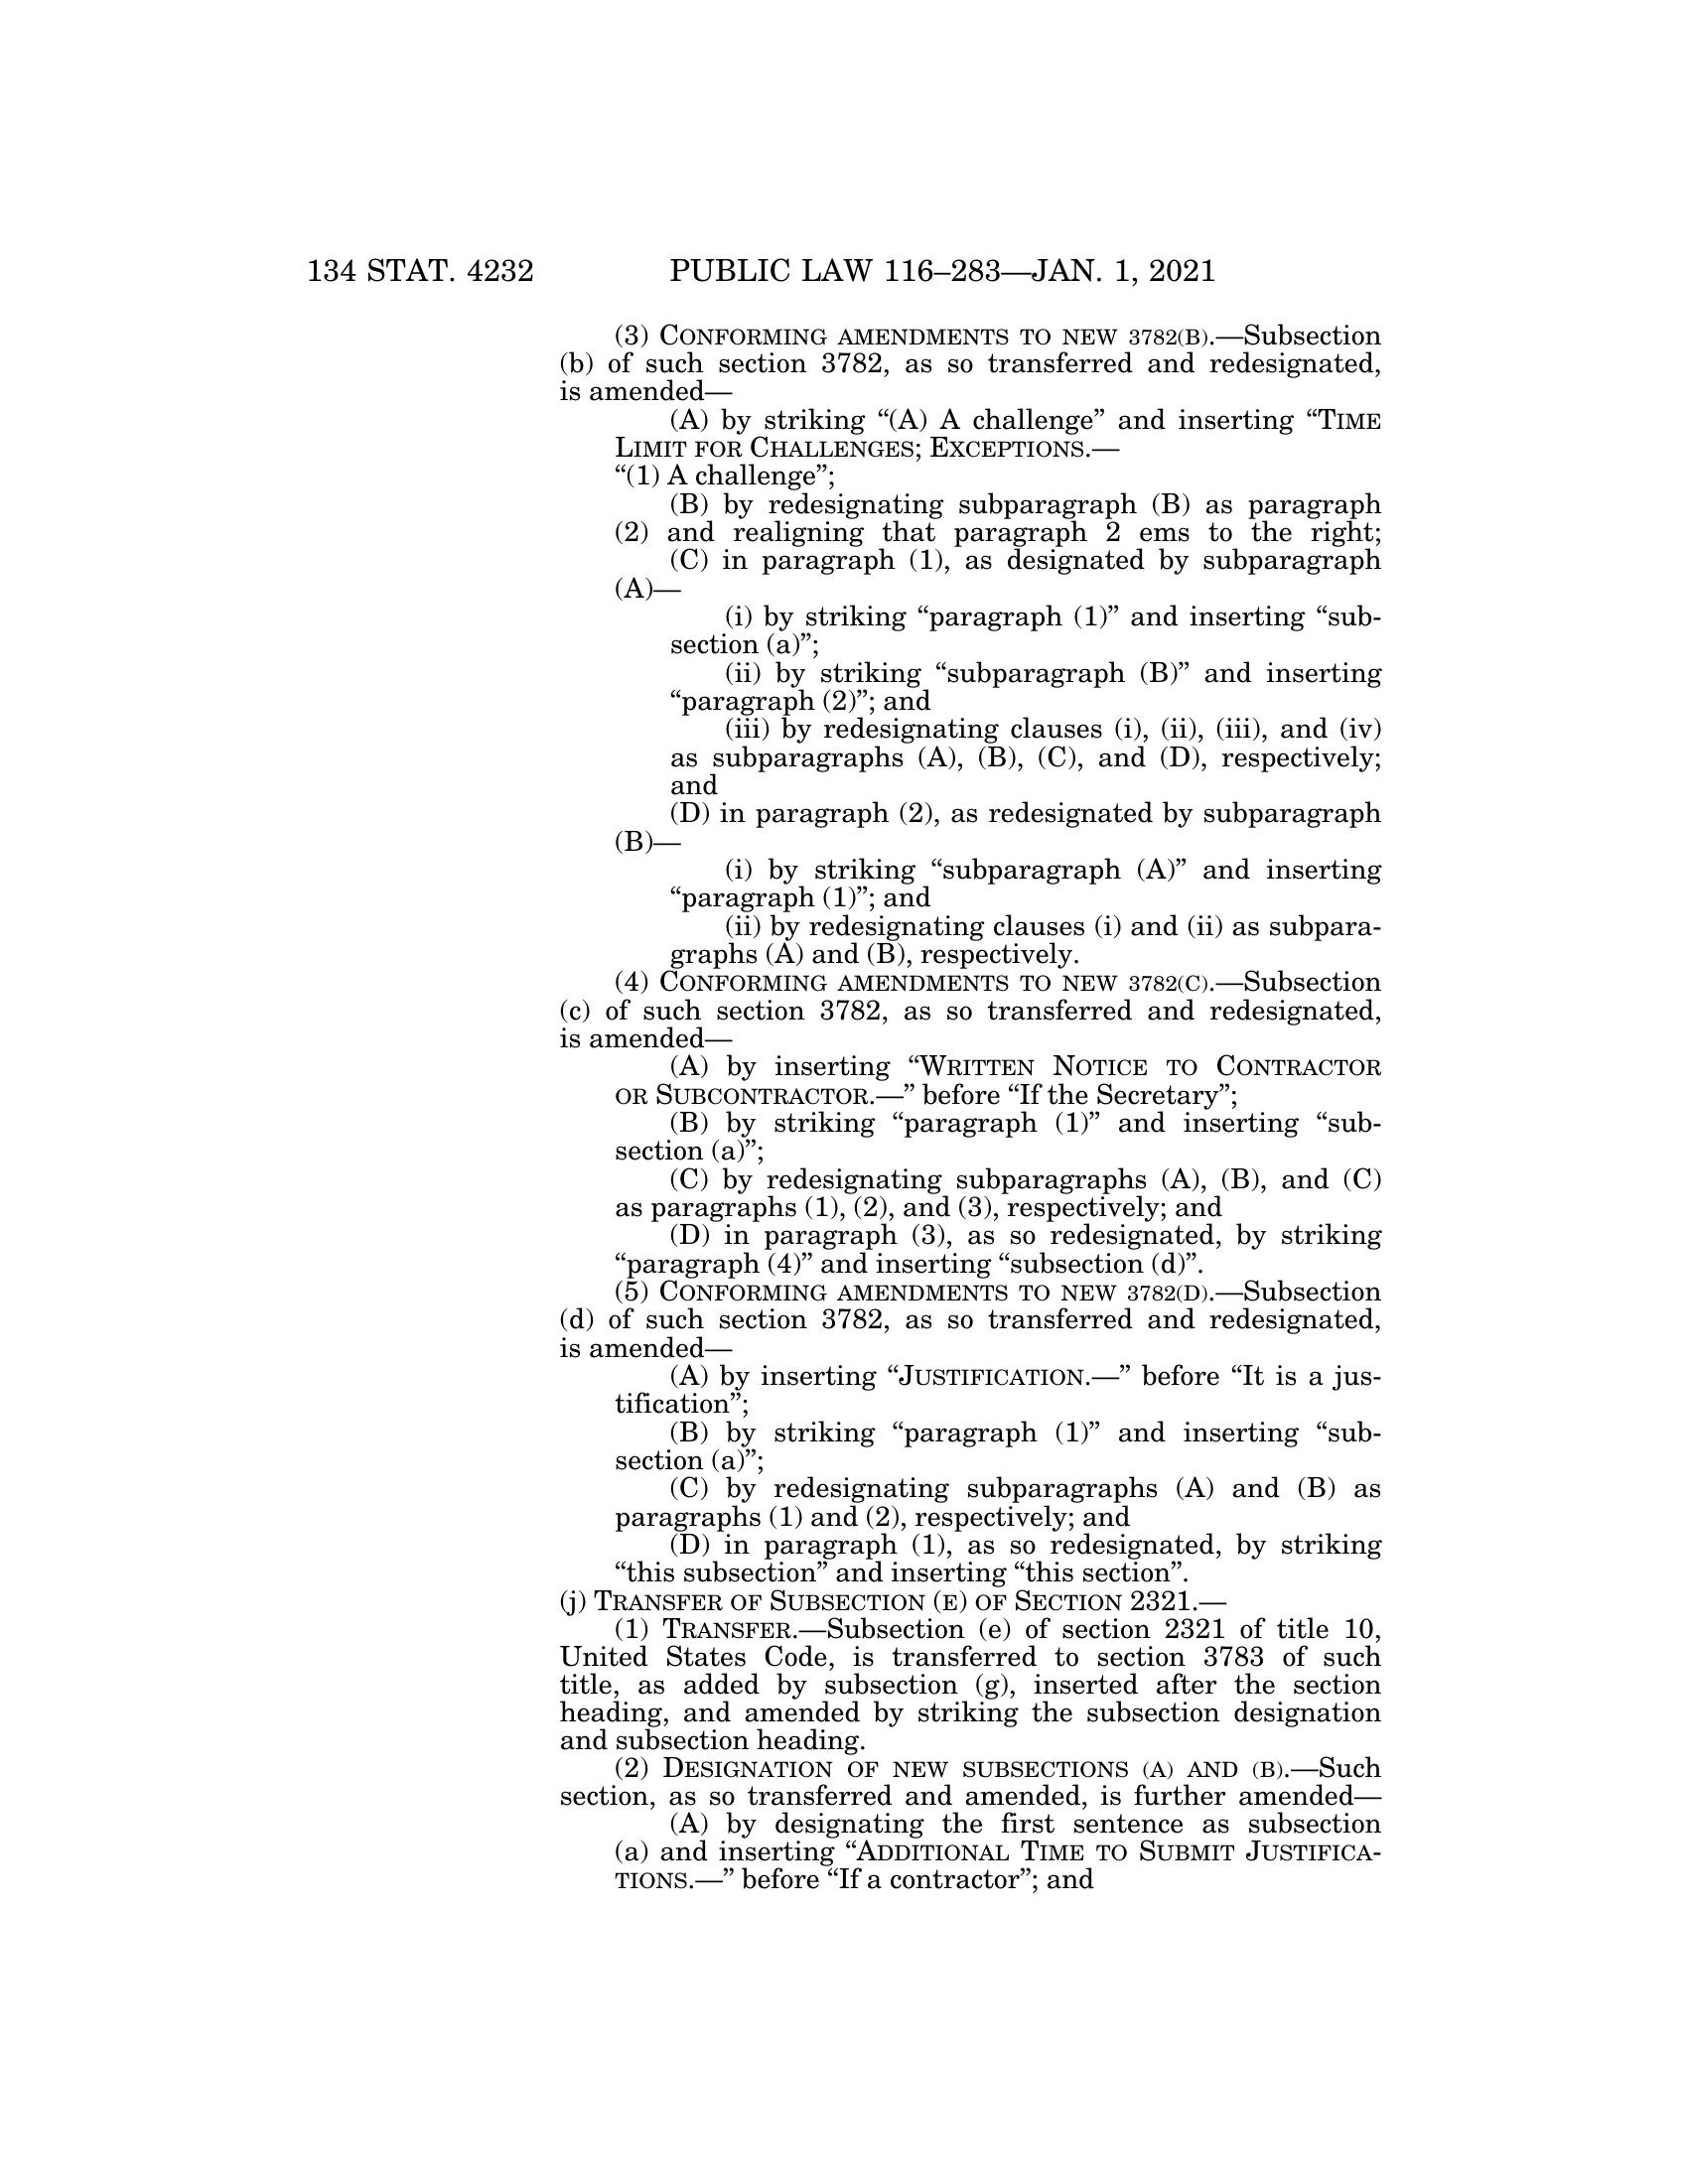 134 STAT. 4232 PUBLIC LAW 116–283—JAN. 1, 2021
(3) CONFORMING AMENDMENTS TO NEW 3782(B).—Subsection
(b) of such section 3782, as so transferred and redesignated,
is amended—
(A) by striking “(A) A challenge” and inserting “TIME
LIMIT FOR CHALLENGES; EXCEPTIONS.—
“(1) A challenge”;
(B) by redesignating subparagraph (B) as paragraph
(2) and realigning that paragraph 2 ems to the right;
(C) in paragraph (1), as designated by subparagraph
(A)—
(i) by striking “paragraph (1)” and inserting “sub-
section (a)”;
(ii) by striking “subparagraph (B)” and inserting
“paragraph (2)”; and
(iii) by redesignating clauses (i), (ii), (iii), and (iv)
as subparagraphs (A), (B), (C), and (D), respectively;
and
(D) in paragraph (2), as redesignated by subparagraph
(B)—
(i) by striking “subparagraph (A)” and inserting
“paragraph (1)”; and
(ii) by redesignating clauses (i) and (ii) as subpara-
graphs (A) and (B), respectively.
(4) CONFORMING AMENDMENTS TO NEW 3782(C).—Subsection
(c) of such section 3782, as so transferred and redesignated,
is amended—
(A) by inserting “WRITTEN NOTICE TO CONTRACTOR
OR SUBCONTRACTOR.—” before “If the Secretary”;
(B) by striking “paragraph (1)” and inserting “sub-
section (a)”;
(C) by redesignating subparagraphs (A), (B), and (C)
as paragraphs (1), (2), and (3), respectively; and
(D) in paragraph (3), as so redesignated, by striking
“paragraph (4)” and inserting “subsection (d)”.
(5) CONFORMING AMENDMENTS TO NEW 3782(D).—Subsection
(d) of such section 3782, as so transferred and redesignated,
is amended—
(A) by inserting “JUSTIFICATION.—” before “It is a jus-
tification”;
(B) by striking “paragraph (1)” and inserting “sub-
section (a)”;
(C) by redesignating subparagraphs (A) and (B) as
paragraphs (1) and (2), respectively; and
(D) in paragraph (1), as so redesignated, by striking
“this subsection” and inserting “this section”.
(j) TRANSFER OF SUBSECTION (E) OF SECTION 2321.—
(1) TRANSFER.—Subsection (e) of section 2321 of title 10,
United States Code, is transferred to section 3783 of such
title, as added by subsection (g), inserted after the section
heading, and amended by striking the subsection designation
and subsection heading.
(2) DESIGNATION OF NEW SUBSECTIONS (A) AND (B).—Such
section, as so transferred and amended, is further amended—
(A) by designating the first sentence as subsection
(a) and inserting “ADDITIONAL TIME TO SUBMIT JUSTIFICA-
TIONS.—” before “If a contractor”; and